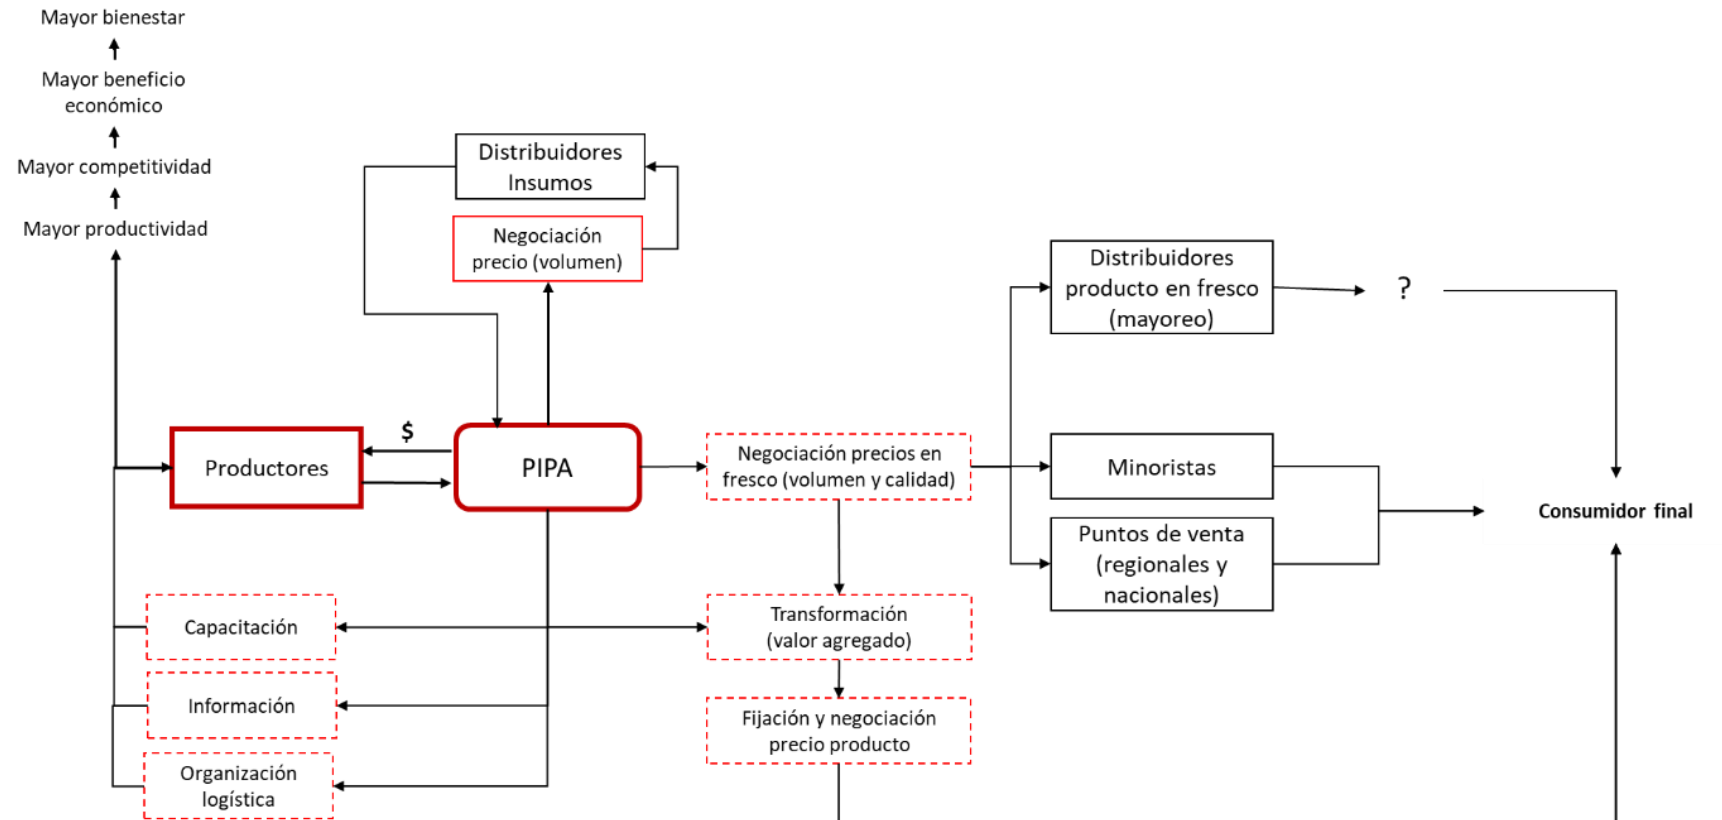 Mayor bienestar
Mayor beneficio
económico
Mayor competitividad
Mayor productividad
Distribuidores
Insumos
Negociación
precio (volumen)
Distribuidores
producto en fresco
(mayoreo)
?
$
Productores
PIPA
Negociación precios en
fresco (volumen y calidad)
Minoristas
Puntos de venta
(regionales y
nacionales)
Consumidor final
Capacitación
Transformación
(valor agregado)
Información
Fijación y negociación
precio producto
Organización
logística